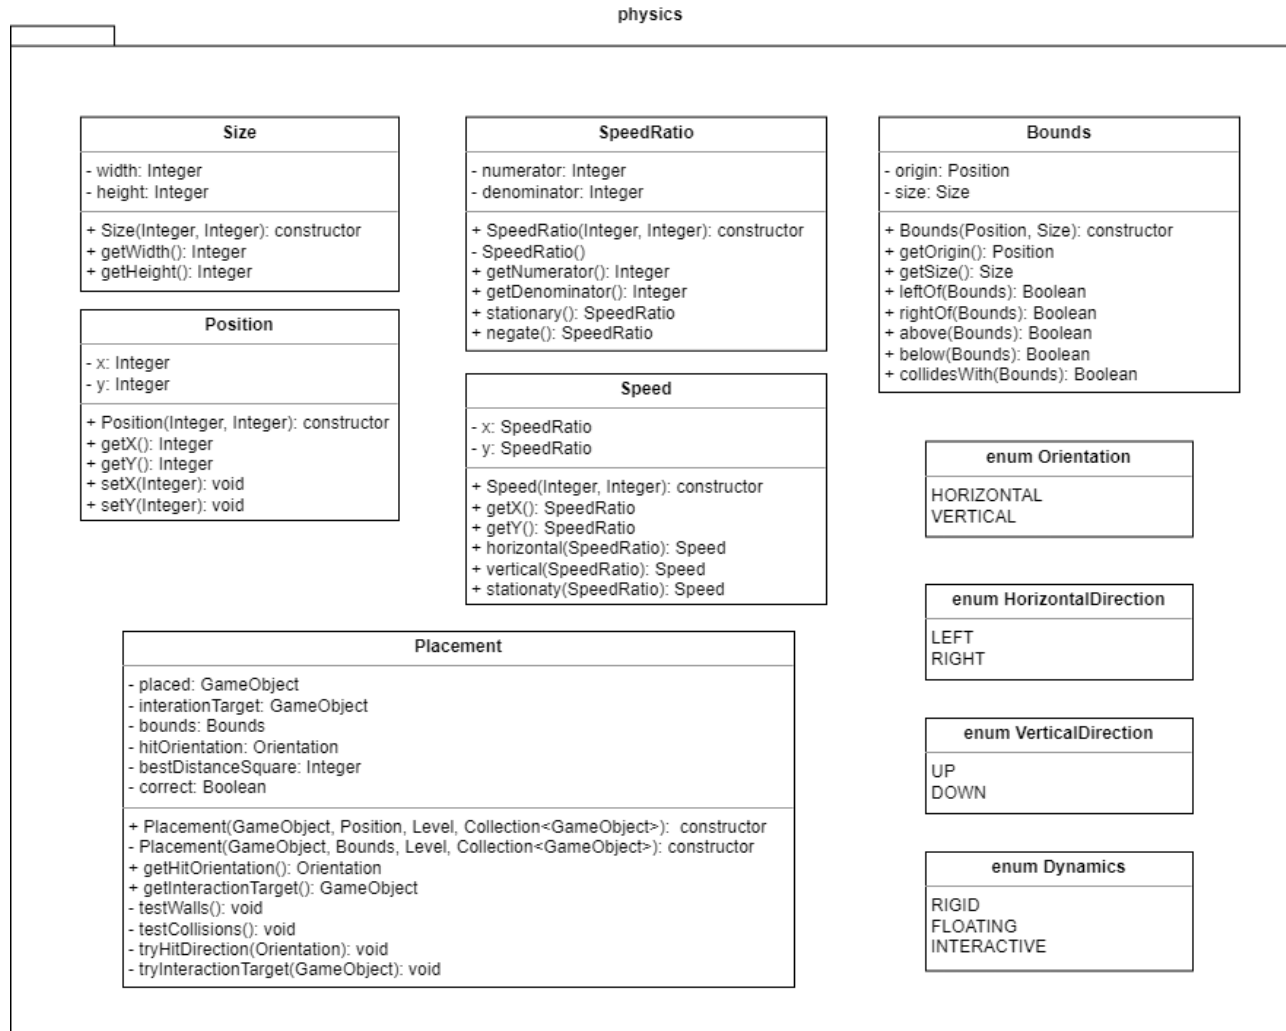 physics
Size
- width: Integer
- height: Integer
+ Size(Integer, Integer): constructor
+ getWidth(): Integer
+ getHeight(): Integer
Position
- x: Integer
- y: Integer
+ Position(Integer, Integer): constructor
+ getX(): Integer
+ getY(): Integer
+ setX(Integer): void
+ setY(Integer): void
SpeedRatio
- numerator: Integer
- denominator: Integer
+ SpeedRatio(Integer, Integer): constructor
- SpeedRatio()
+ getNumerator(): Integer
+ getDenominator(): Integer
+ stationary(): SpeedRatio
+ negate(): SpeedRatio
Speed
- x: SpeedRatio
- y: SpeedRatio
+ Speed(Integer, Integer): constructor
+ getX(): SpeedRatio
+ getY(): SpeedRatio
+ horizontal(SpeedRatio): Speed
+ vertical(SpeedRatio): Speed
+ stationaty(SpeedRatio): Speed
Bounds
- origin: Position
- size: Size
+ Bounds(Position, Size): constructor
+ getOrigin(): Position
+ getSize(): Size
+ leftOf(Bounds): Boolean
+ rightOf(Bounds): Boolean
+ above(Bounds): Boolean
+ below(Bounds): Boolean
+ collidesWith(Bounds): Boolean
enum Orientation
HORIZONTAL
VERTICAL
enum HorizontalDirection
LEFT
RIGHT
enum VerticalDirection
UP
DOWN
enum Dynamics
RIGID
FLOATING
INTERACTIVE
Placement
- placed: GameObject
- interationTarget: GameObject
- bounds: Bounds
- hitOrientation: Orientation
- bestDistanceSquare: Integer
- correct: Boolean
+ Placement(GameObject, Position, Level, Collection<GameObject>): constructor
- Placement(GameObject, Bounds, Level, Collection<GameObject>): constructor
+ getHitOrientation(): Orientation
+ getInteractionTarget(): GameObject
- testWalls(): void
- testCollisions(): void
- tryHitDirection(Orientation): void
- tryInteractionTarget(GameObject): void